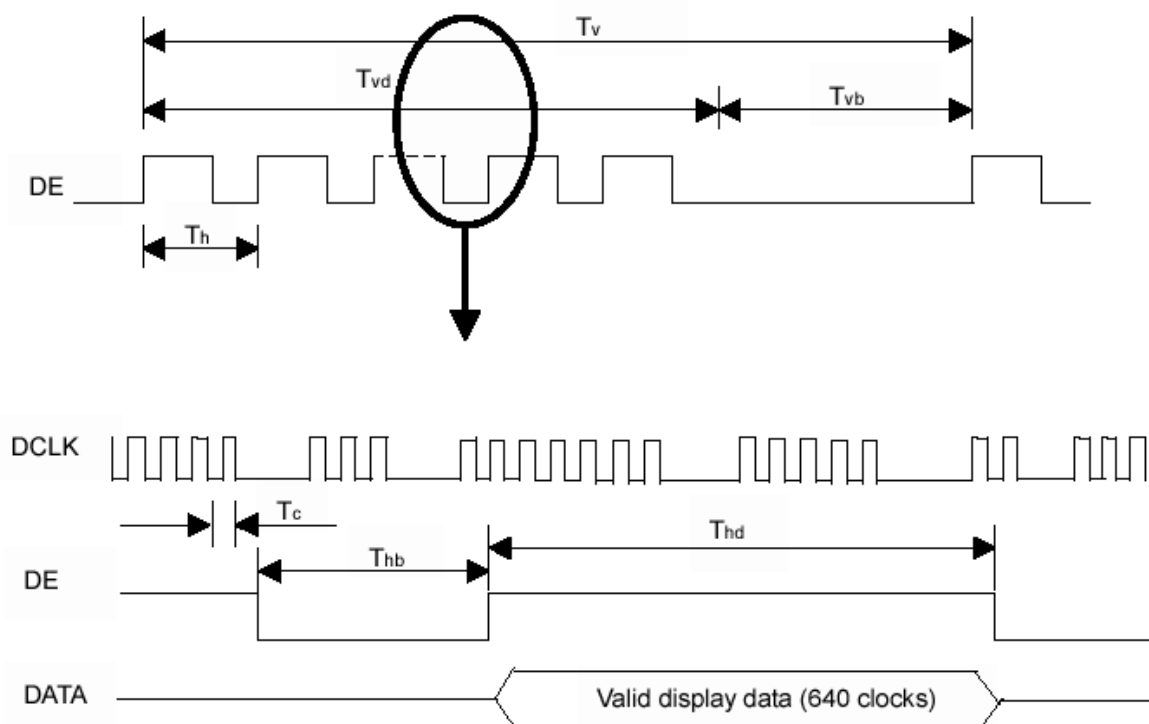 Tv
Tvd
Tvb
DE
Th
DCLK
Tc
Thd
Thb
DE
DATA
Valid display data (640 clocks)